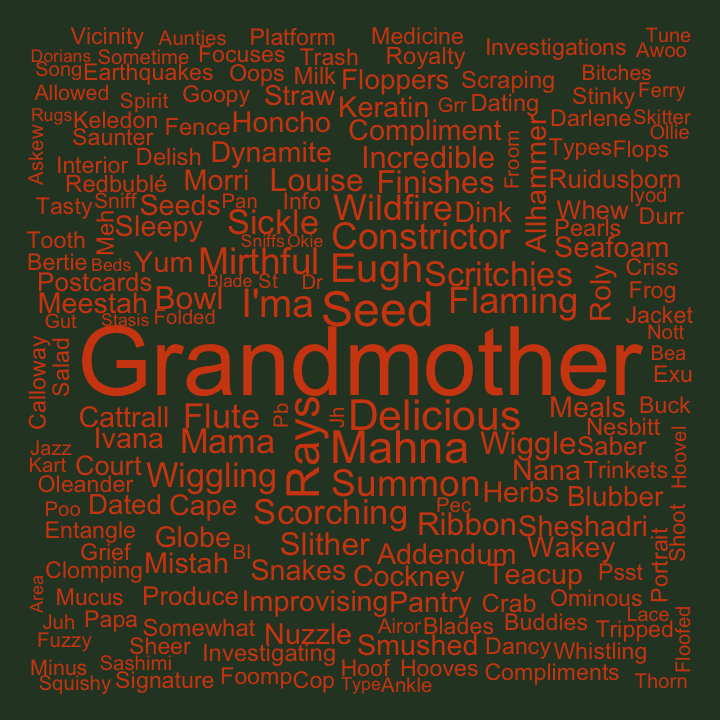 Vicinity Aunties Platform Medicine Tune
Dorians Sometime Focuses Trash Royalty Investigations Awoo
Song Earthquakes Oops Milk Floppers Scraping Bitches
Allowed Spirit Goopy Straw Keratin Grr Dating Stinky Ferry
Rugs Keledon Fence Honcho Compliment Darlene Skitter
Askew Saunter Froom Allhammer Ollie
Interior Delish Dynamite Incredible Types Flops
Redbublé Morri Louise Finishes Ruidusborn
Tasty Sniff Seeds Pan Info Wildfire Dink Whew Iyod Durr
Meh Sleepy Sickle Constrictor Pearls
Tooth Sniffs Okie Seafoam
Bertie Beds Yum Mirthful Eugh Scritchies Roly Criss
Postcards Blade St Dr Frog
Meestah Bowl I'ma Seed Flaming Jacket
Gut Stasis Folded Nott
Calloway Salad Grandmother Bea
Exu
Cattrall Flute Pb Rays Jh Delicious Meals Buck
Ivana Mama Mahna Wiggle Saber Nesbitt
Jazz Hoovel
Kart Court Wiggling Summon Nana Trinkets
Oleander Herbs Blubber
Poo Dated Cape Scorching Pec Ribbon Sheshadri Shoot
Entangle Globe Slither Wakey Portrait
Grief Mistah Bl Addendum
Clomping Snakes Cockney Teacup Psst
Area Mucus Produce Improvising Pantry Crab Ominous
Juh Papa Somewhat Airor Blades Buddies Lace Floofed
Fuzzy Sheer Nuzzle Smushed Dancy Tripped
Minus Sashimi Investigating Whistling
Squishy Signature Foomp Cop Hoof Hooves Compliments Thorn
Type Ankle